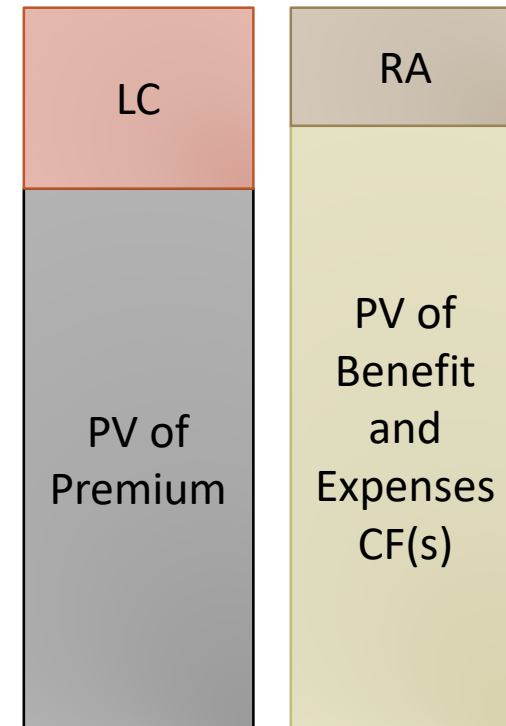 LC
PV of
Premium
RA
PV of
Benefit
and
Expenses
CF(s)